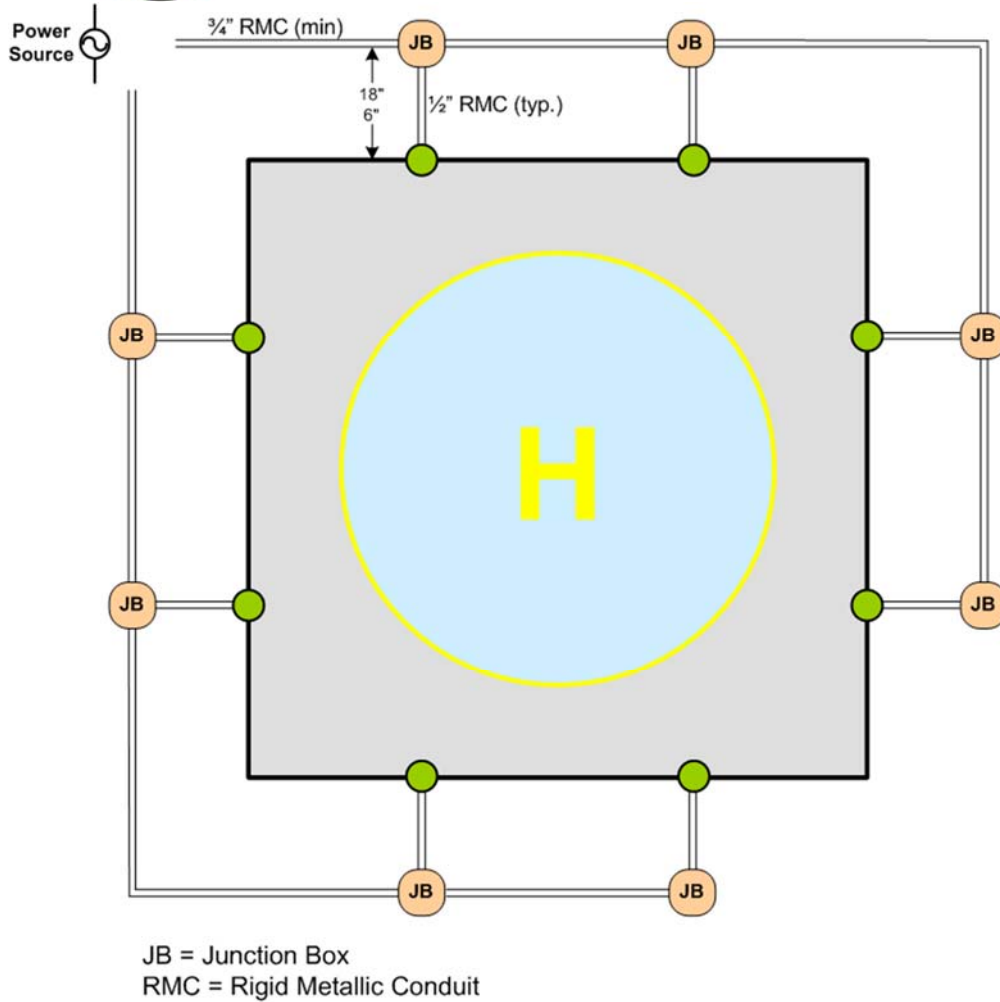 Power
Source
¾” RMC (min)
JB
JB
18"
6"
½” RMC (typ.)
JB
JB
H
JB
JB
JB
JB
JB = Junction Box
RMC = Rigid Metallic Conduit